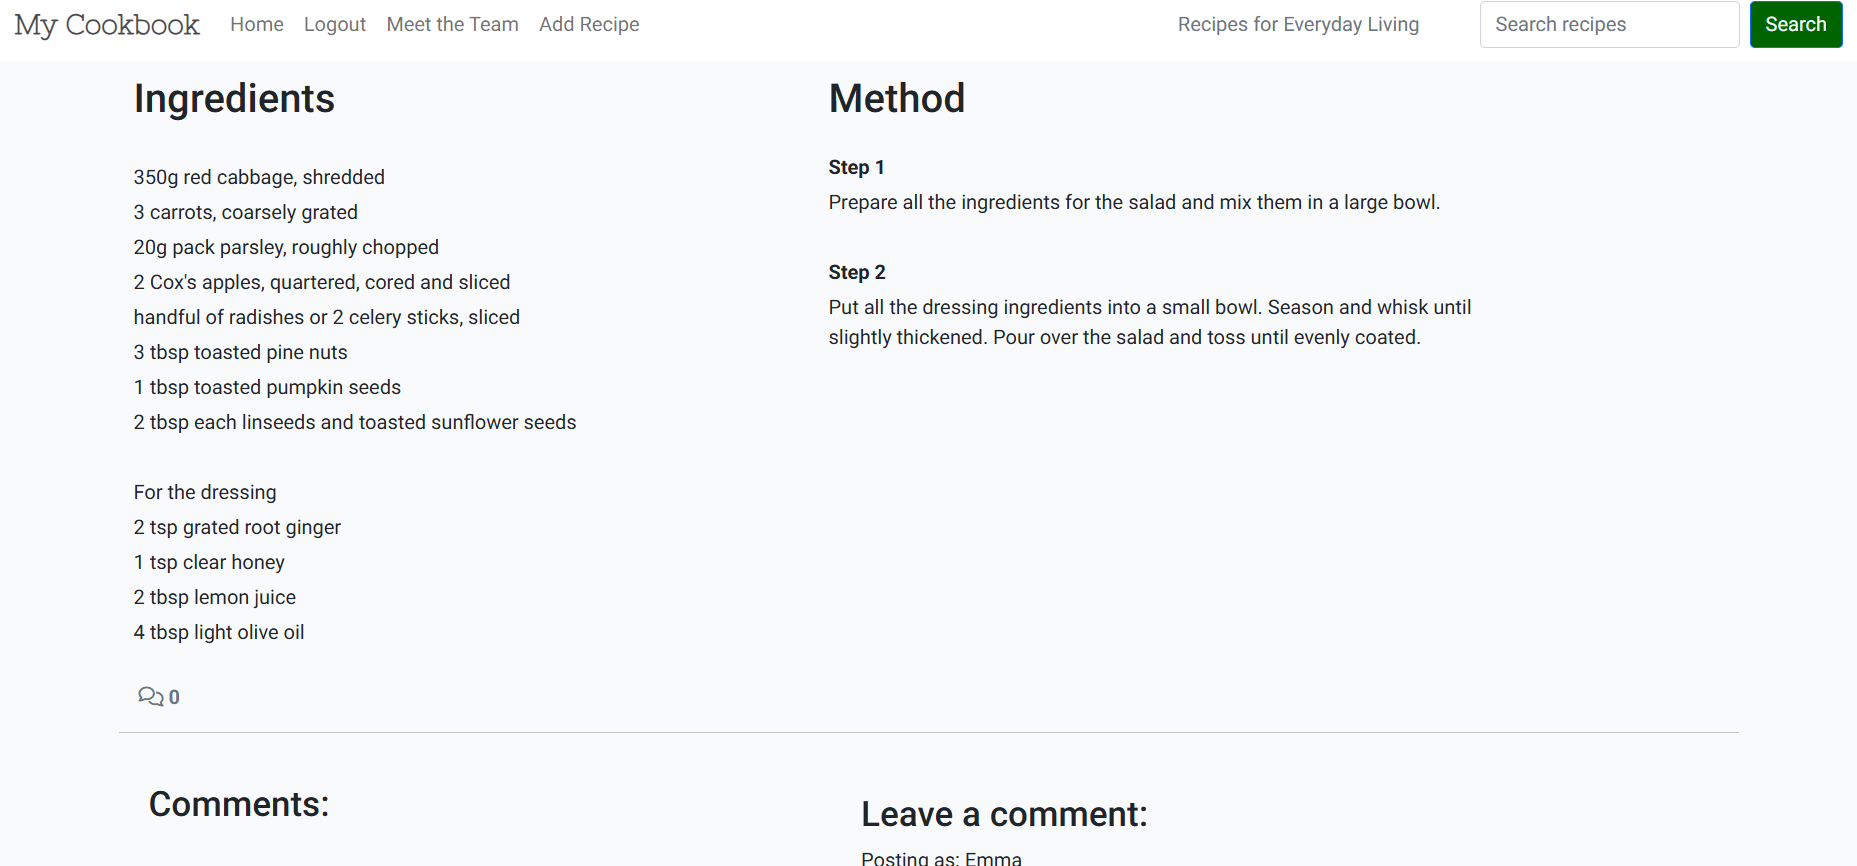 My Cookbook Home Logout Meet the Team Add Recipe Recipes for Everyday Living Search recipes Search
Ingredients
350g red cabbage, shredded
3 carrots, coarsely grated
20g pack parsley, roughly chopped
2 Cox's apples, quartered, cored and sliced
handful of radishes or 2 celery sticks, sliced
3 tbsp toasted pine nuts
1 tbsp toasted pumpkin seeds
2 tbsp each linseeds and toasted sunflower seeds
For the dressing
2 tsp grated root ginger
1 tsp clear honey
2 tbsp lemon juice
4 tbsp light olive oil
0
Method
Step 1
Prepare all the ingredients for the salad and mix them in a large bowl.
Step 2
Put all the dressing ingredients into a small bowl. Season and whisk until
slightly thickened. Pour over the salad and toss until evenly coated.
Comments:
Leave a comment:
Posting as: Emma